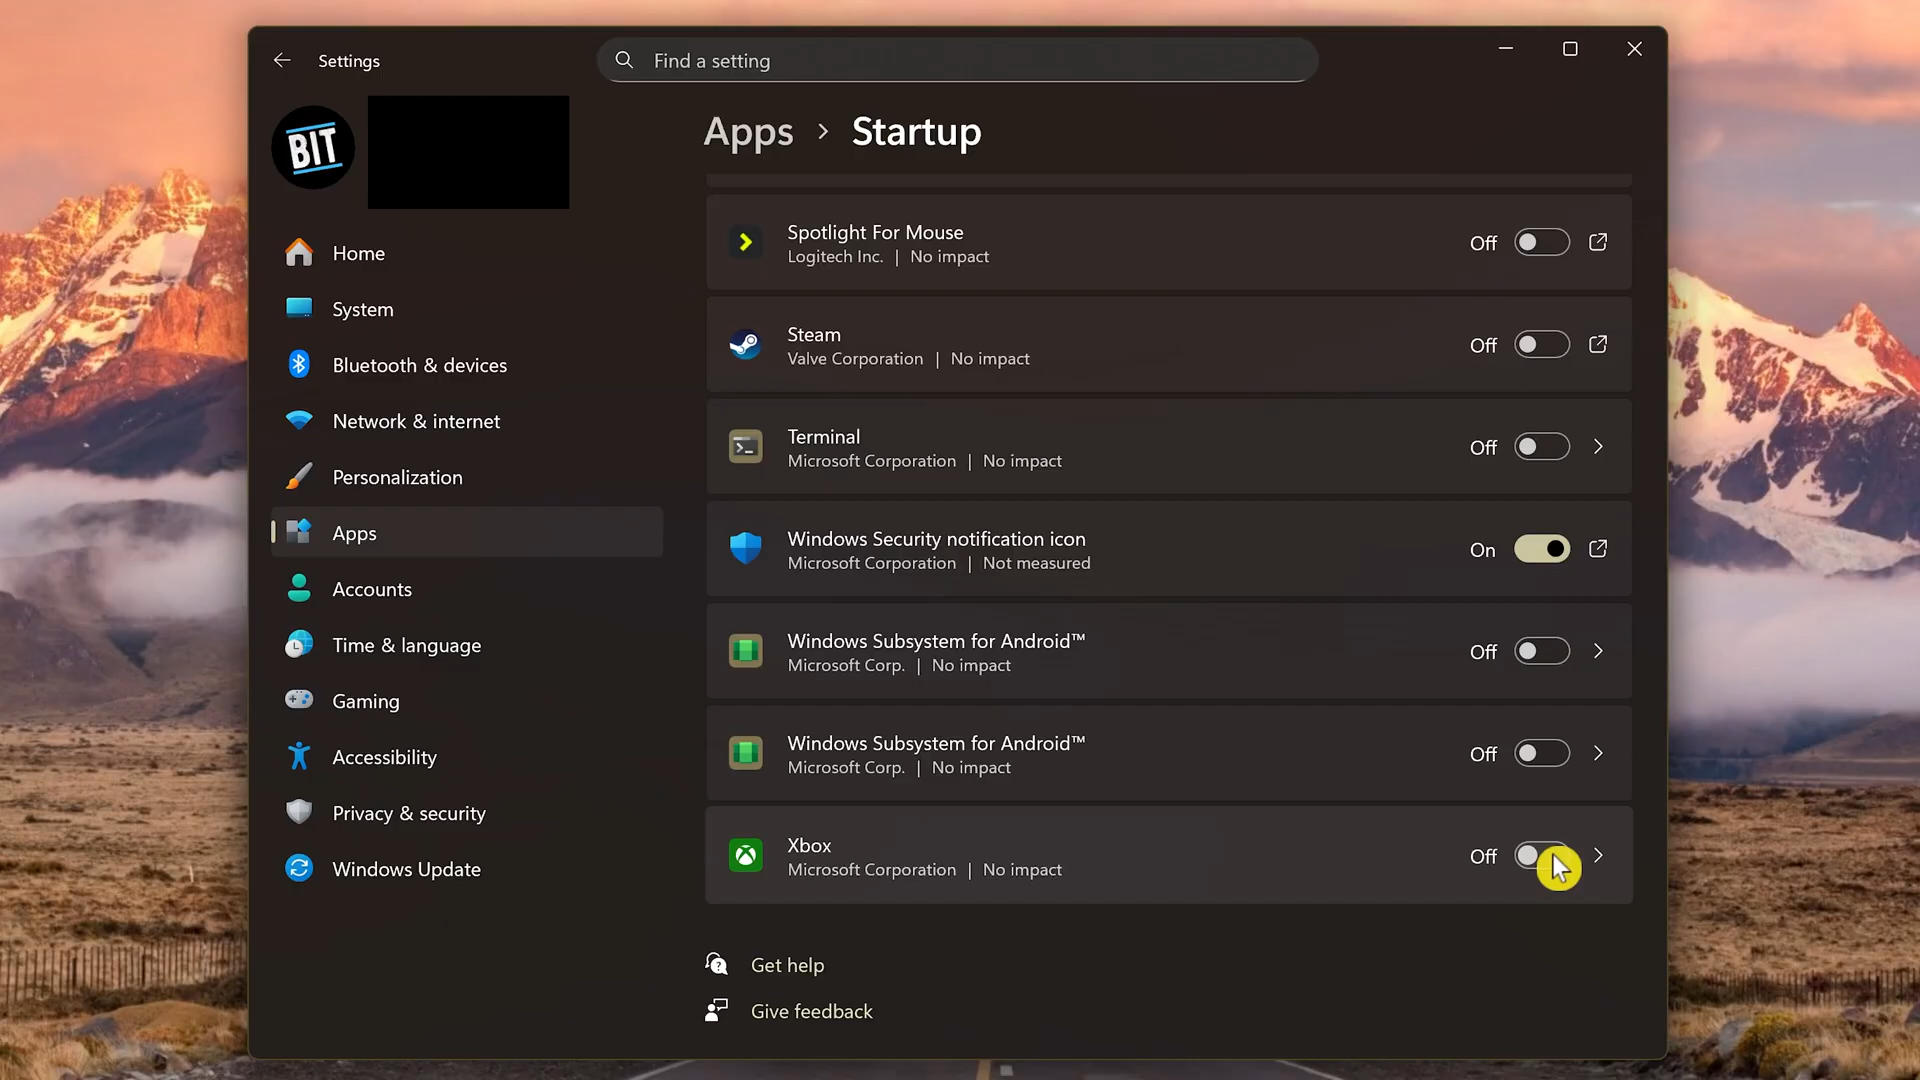 Settings
Find a setting
BIT
Apps > Startup
Home
System
Bluetooth & devices
Network & internet
Personalization
Apps
Accounts
Time & language
Gaming
Accessibility
Privacy & security
Windows Update
Spotlight For Mouse
Logitech Inc. | No impact
Off
Steam
Valve Corporation | No impact
Off
Terminal
Microsoft Corporation | No impact
Off
Windows Security notification icon
Microsoft Corporation | Not measured
On
Windows Subsystem for Android™
Microsoft Corp. | No impact
Off
Windows Subsystem for Android™
Microsoft Corp. | No impact
Off
Xbox
Microsoft Corporation | No impact
Off
Get help
Give feedback